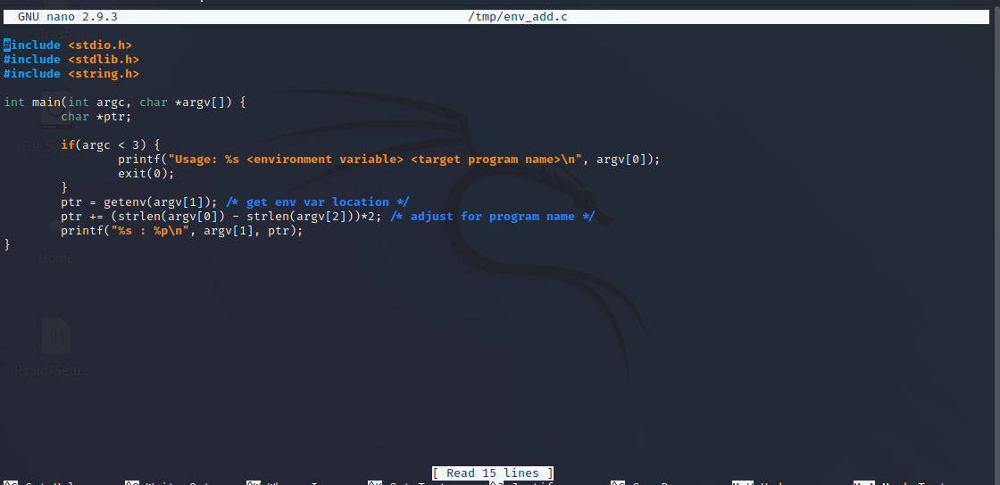 GNU nano 2.9.3 /tmp/env_add.c
#include <stdio.h>
#include <stdlib.h>
#include <string.h>
int main(int argc, char *argv[]) {
char *ptr;
if(argc < 3) {
printf("Usage: %s <environment variable> <target program name>\n", argv[0]);
exit(0);
}
ptr = getenv(argv[1]); /* get env var location */
ptr += (strlen(argv[0]) - strlen(argv[2]))*2; /* adjust for program name */
printf("%s : %p\n", argv[1], ptr);
}
Home
Rapid7Setu...
[ Read 15 lines ]